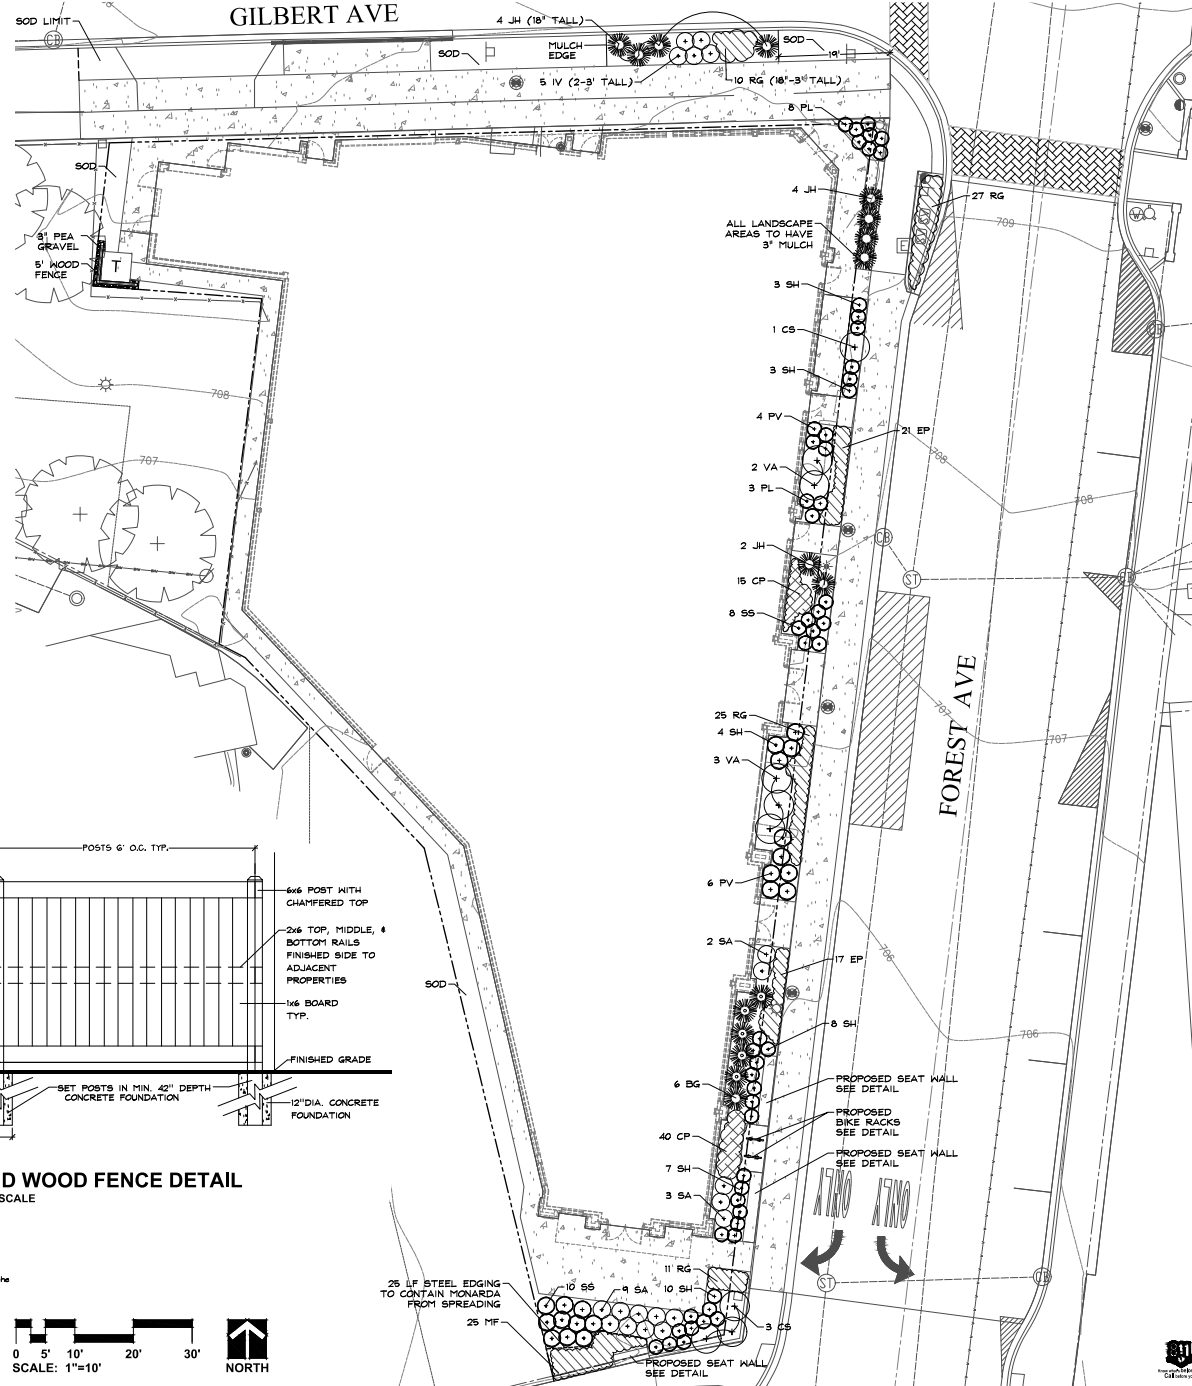 GILBERT AVE
SOD LIMIT
CB
4 JH (18" TALL)
MULCH
EDGE
SOD
SOD
19'
5 IV (2-3' TALL)
10 RG (18"-3' TALL)
8 PL
SOD
4 JH
27 RG
709
W
E
ALL LANDSCAPE
AREAS TO HAVE
3" MULCH
3" PEA
GRAVEL
5' WOOD
FENCE
T
3 SH
1 CS
CB
3 SH
708
4 PV
21 EP
708
707
2 VA
3 PL
708
2 JH
CB
ST
CB
15 CP
8 SS
FOREST AVE
707
707
25 RG
4 SH
3 VA
6 PV
POSTS 6' O.C. TYP.
6x6 POST WITH
CHAMFERED TOP
2x6 TOP, MIDDLE, &
BOTTOM RAILS
FINISHED SIDE TO
ADJACENT
PROPERTIES
1x6 BOARD
TYP.
FINISHED GRADE
SET POSTS IN MIN. 42" DEPTH
CONCRETE FOUNDATION
12"DIA. CONCRETE
FOUNDATION
2 SA
17 EP
706
706
SOD
8 SH
6 BG
PROPOSED SEAT WALL
SEE DETAIL
PROPOSED
BIKE RACKS
SEE DETAIL
40 CP
PROPOSED SEAT WALL
SEE DETAIL
7 SH
3 SA
ONLY
ONLY
D WOOD FENCE DETAIL
SCALE
11 RG
ST
CB
25 LF STEEL EDGING
TO CONTAIN MONARDA
FROM SPREADING
10 SS
9 SA
10 SH
25 MF
3 CS
PROPOSED SEAT WALL
SEE DETAIL
0 5' 10' 20' 30'
SCALE: 1"=10'
NORTH
811